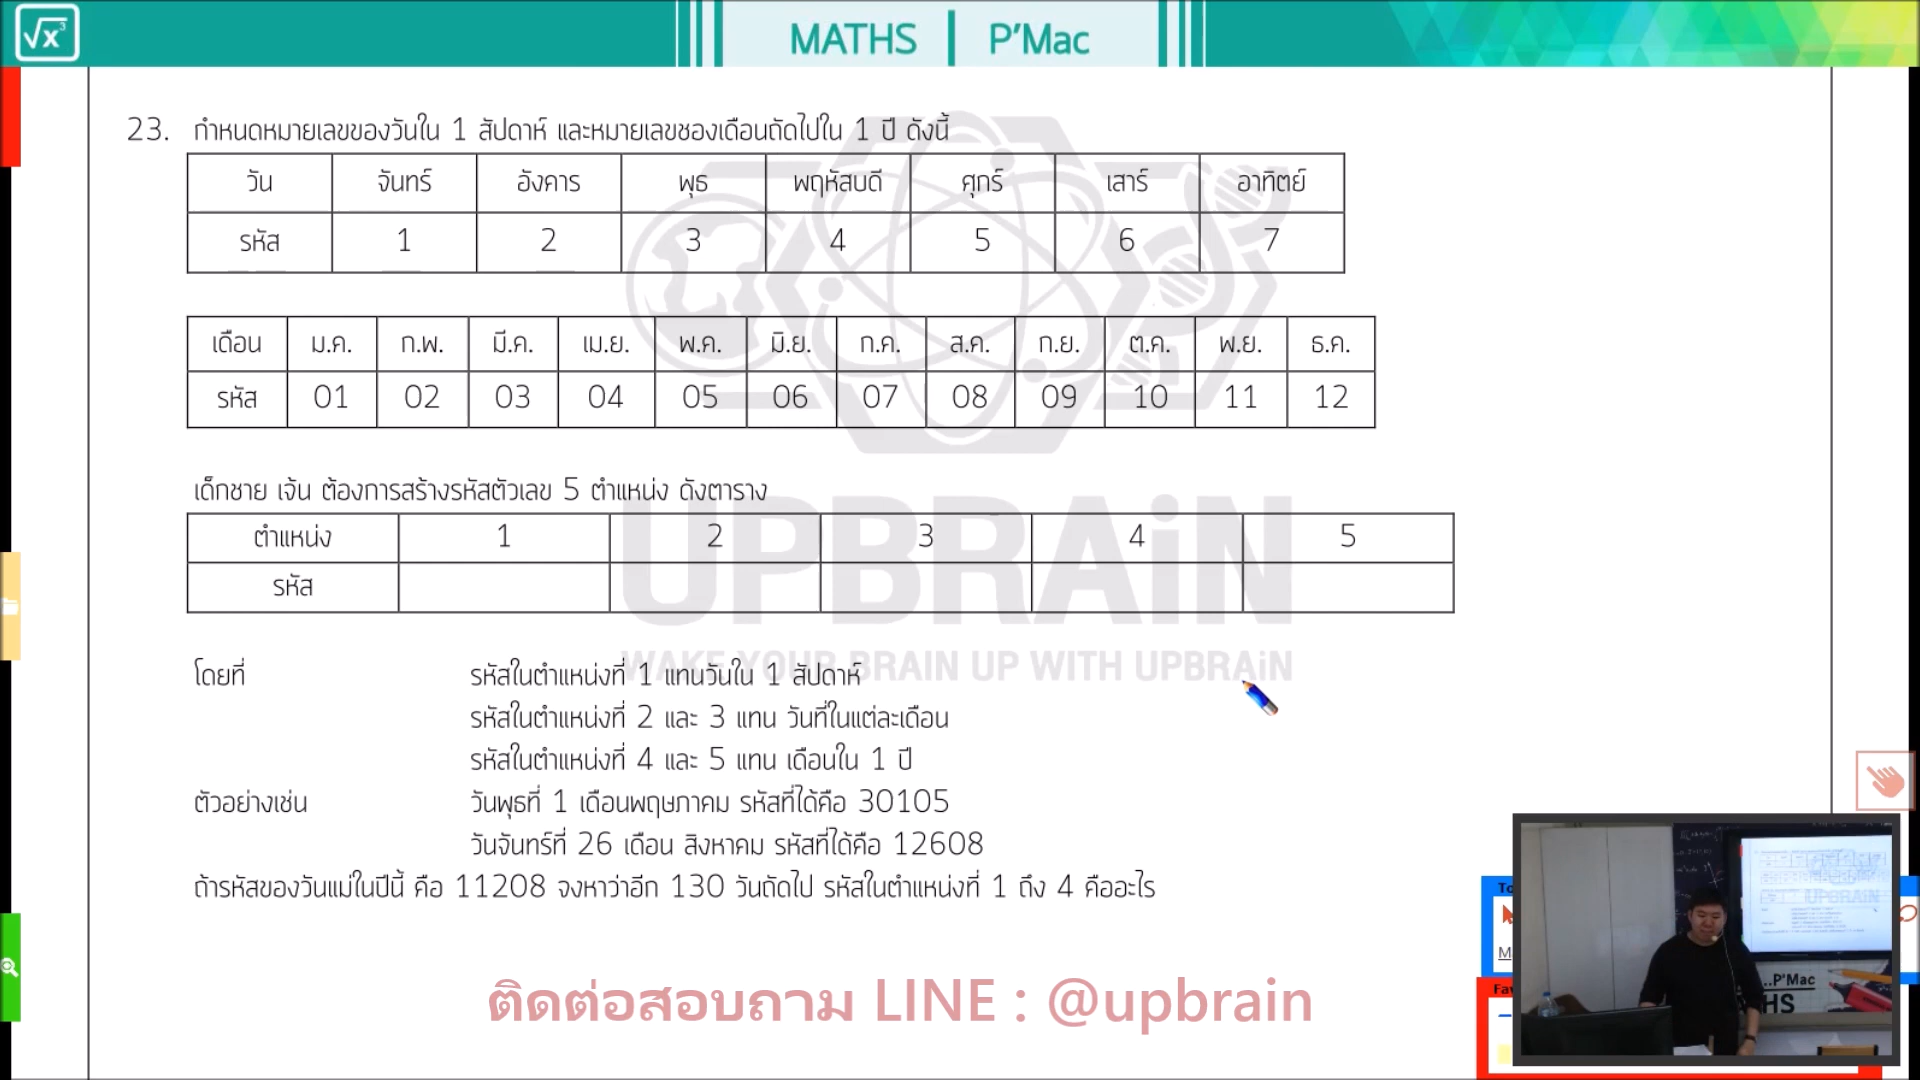 √x³
MATHS | P'Mac
23. กำหนดหมายเลขของวันใน 1 สัปดาห์ และหมายเลขชองเดือนถัดไปใน 1 ปี ดังนี้
วัน จันทร์ อังคาร พุธ พฤหัสบดี ศุกร์ เสาร์ อาทิตย์
รหัส 1 2 3 4 5 6 7
เดือน ม.ค. ก.พ. มี.ค. เม.ย. พ.ค. มิ.ย. ก.ค. ส.ค. ก.ย. ต.ค. พ.ย. ธ.ค.
รหัส 01 02 03 04 05 06 07 08 09 10 11 12
เด็กชาย เจ้น ต้องการสร้างรหัสตัวเลข 5 ตำแหน่ง ดังตาราง
ตำแหน่ง 1 2 3 4 5
รหัส
UPBRAiN
WAKE YOUR BRAIN UP WITH UPBRAiN
โดยที่ รหัสในตำแหน่งที่ 1 แทนวันใน 1 สัปดาห์
รหัสในตำแหน่งที่ 2 และ 3 แทน วันที่ในแต่ละเดือน
รหัสในตำแหน่งที่ 4 และ 5 แทน เดือนใน 1 ปี
ตัวอย่างเช่น วันพุธที่ 1 เดือนพฤษภาคม รหัสที่ได้คือ 30105
วันจันทร์ที่ 26 เดือน สิงหาคม รหัสที่ได้คือ 12608
ถ้ารหัสของวันแม่ในปีนี้ คือ 11208 จงหาว่าอีก 130 วันถัดไป รหัสในตำแหน่งที่ 1 ถึง 4 คืออะไร
ติดต่อสอบถาม LINE : @upbrain
UPBRAiN
...P'Mac
HS